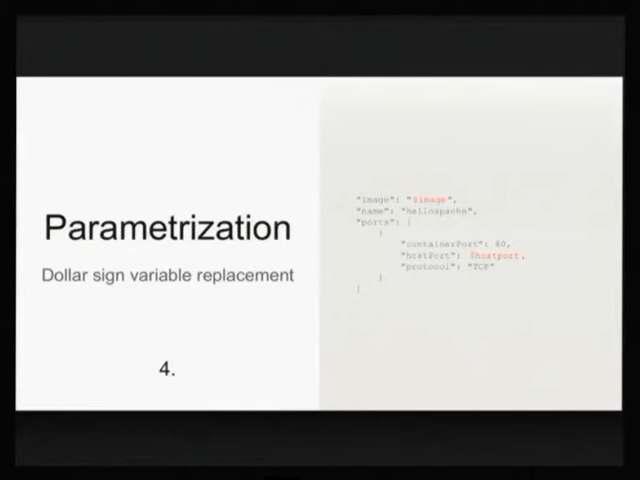 Parametrization
Dollar sign variable replacement
4.
"image": "$image",
"name": "helloapache",
"ports": [
{
"containerPort": 80,
"hostPort": $hostport,
"protocol": "TCP"
}
]